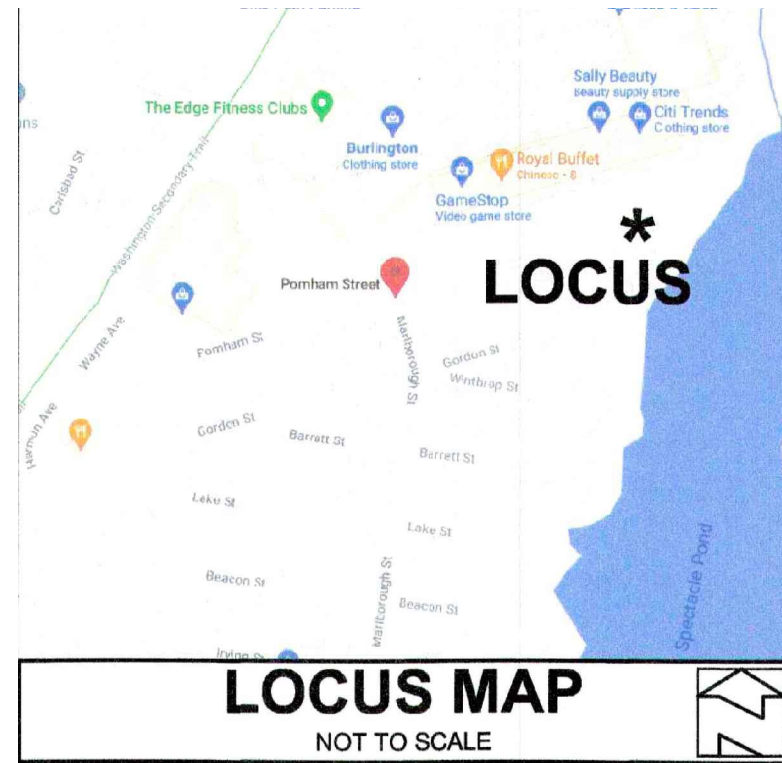 Sally Beauty
Beauty supply store
Citi Trends
Clothing store
The Edge Fitness Clubs
Burlington
Clothing store
Royal Buffet
Chinese - 8
GameStop
Video game store
Carlsbad St
Washington-Secondary-Trail
*
LOCUS
Pomham Street
Wayne Ave
Pomham St
Marlborough St
Gordon St
Winthrop St
Harmon Ave
Gordon St
Barrett St
Barrett St
Lake St
Lake St
Spectacle Pond
Beacon St
Marlborough St
Beacon St
LOCUS MAP
NOT TO SCALE
N